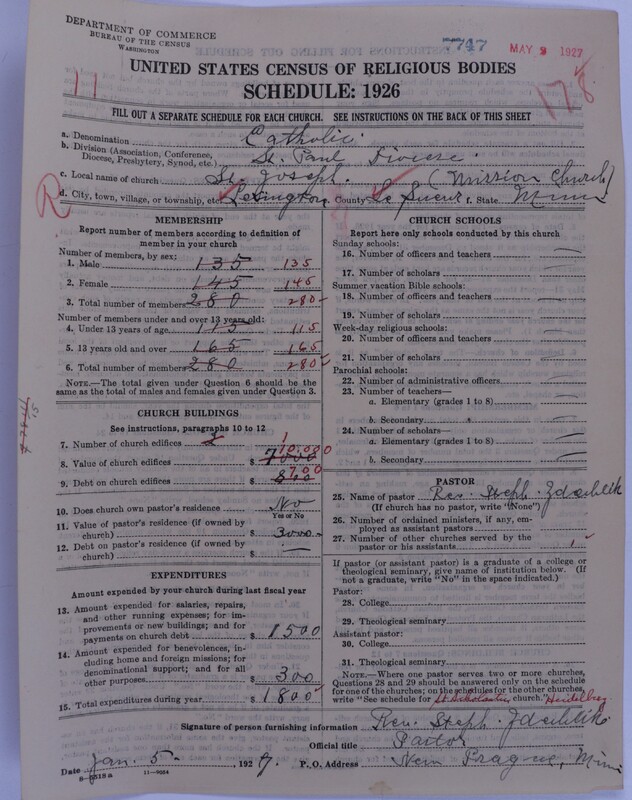 DEPARTMENT OF COMMERCE
BUREAU OF THE CENSUS
WASHINGTON
7747
MAY 3 1927
UNITED STATES CENSUS OF RELIGIOUS BODIES
SCHEDULE: 1926
11
178
FILL OUT A SEPARATE SCHEDULE FOR EACH CHURCH. SEE INSTRUCTIONS ON THE BACK OF THIS SHEET
a. Denomination Catholic
b. Division (Association, Conference,
Diocese, Presbytery, Synod, etc.) St. Paul Diocese
c. Local name of church St. Joseph (Mission Church)
R
d. City, town, village, or township, etc. Lexington e. County Le Sueur f. State Minn
MEMBERSHIP
Report number of members according to definition of
member in your church
Number of members, by sex:
1. Male 135 135
2. Female 145 145
3. Total number of members 280 280
Number of members under and over 13 years old:
4. Under 13 years of age 115 115
5. 13 years old and over 165 165
6. Total number of members 280 280
NOTE.—The total given under Question 6 should be
the same as the total of males and females given under Question 3.
CHURCH BUILDINGS
See instructions, paragraphs 10 to 12
7. Number of church edifices 1
8. Value of church edifices $ 7000 10,000
9. Debt on church edifices $ 8700
10. Does church own pastor's residence? No
Yes or No
11. Value of pastor's residence (if owned by
church) $ 3000
12. Debt on pastor's residence (if owned by
church) $ —
EXPENDITURES
Amount expended by your church during last fiscal year
13. Amount expended for salaries, repairs,
and other running expenses; for im-
provements or new buildings; and for
payments on church debt $ 1500
14. Amount expended for benevolences, in-
cluding home and foreign missions; for
denominational support; and for all
other purposes $ 300
15. Total expenditures during year $ 1800
CHURCH SCHOOLS
Report here only schools conducted by this church
Sunday schools:
16. Number of officers and teachers —
17. Number of scholars —
Summer vacation Bible schools:
18. Number of officers and teachers —
19. Number of scholars —
Week-day religious schools:
20. Number of officers and teachers —
21. Number of scholars —
Parochial schools:
22. Number of administrative officers —
23. Number of teachers—
a. Elementary (grades 1 to 8) —
b. Secondary —
24. Number of scholars—
a. Elementary (grades 1 to 8) —
b. Secondary —
PASTOR
25. Name of pastor Rev. Steph. Zdechlik
(If church has no pastor, write "None")
26. Number of ordained ministers, if any, em-
ployed as assistant pastors
27. Number of other churches served by the
pastor or his assistants 1
If pastor (or assistant pastor) is a graduate of a college or
theological seminary, give name of institution below. (If
not a graduate, write "No" in the space indicated.)
Pastor:
28. College
29. Theological seminary
Assistant pastor:
30. College
31. Theological seminary
NOTE.—Where one pastor serves two or more churches,
Questions 28 and 29 should be answered only on the schedule
for one of the churches; on the schedules for the other churches,
write "See schedule for St Scholastica church." Heidelberg
Signature of person furnishing information Rev. Steph. Zdechlik
Official title Pastor
Date Jan. 5. 1927. P. O. Address New Prague, Minn
11—9034